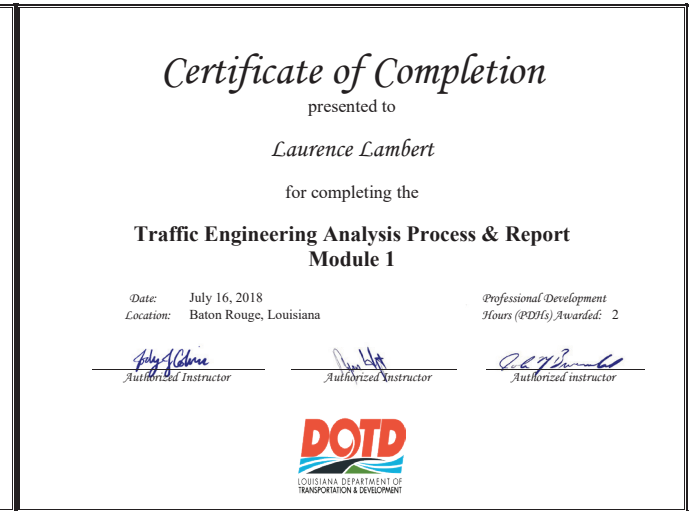 Certificate of Completion
presented to
Laurence Lambert
for completing the
Traffic Engineering Analysis Process & Report
Module 1
Date: July 16, 2018
Location: Baton Rouge, Louisiana
Professional Development
Hours (PDHs) Awarded: 2
Authorized Instructor
Authorized Instructor
Authorized instructor
DOTD
LOUISIANA DEPARTMENT OF
TRANSPORTATION & DEVELOPMENT